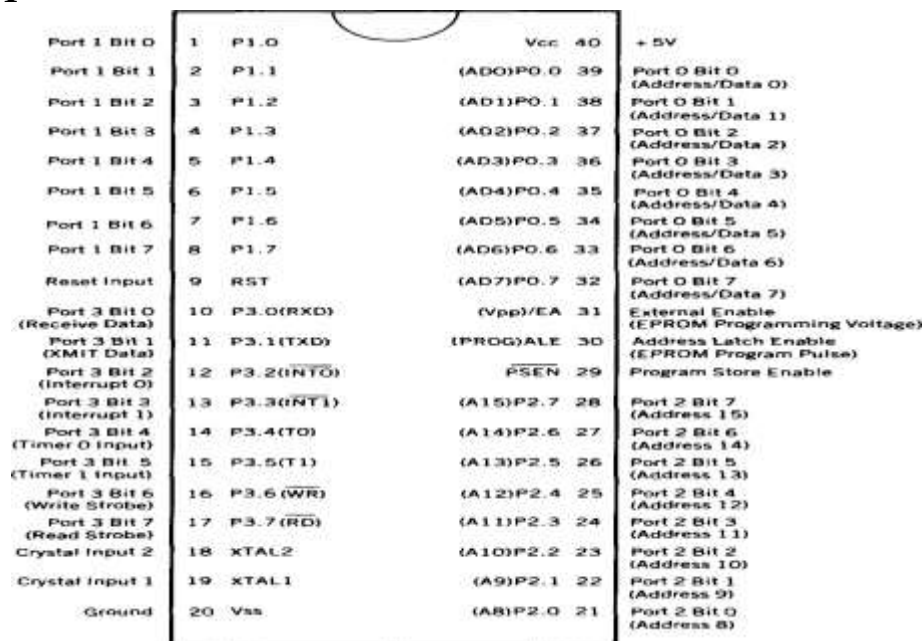 Port 1 Bit 0 1 P1.0 Vcc 40 + 5V
Port 1 Bit 1 2 P1.1 (AD0)P0.0 39 Port 0 Bit 0
(Address/Data 0)
Port 1 Bit 2 3 P1.2 (AD1)P0.1 38 Port 0 Bit 1
(Address/Data 1)
Port 1 Bit 3 4 P1.3 (AD2)P0.2 37 Port 0 Bit 2
(Address/Data 2)
Port 1 Bit 4 5 P1.4 (AD3)P0.3 36 Port 0 Bit 3
(Address/Data 3)
Port 1 Bit 5 6 P1.5 (AD4)P0.4 35 Port 0 Bit 4
(Address/Data 4)
Port 1 Bit 6 7 P1.6 (AD5)P0.5 34 Port 0 Bit 5
(Address/Data 5)
Port 1 Bit 7 8 P1.7 (AD6)P0.6 33 Port 0 Bit 6
(Address/Data 6)
Reset Input 9 RST (AD7)P0.7 32 Port 0 Bit 7
(Address/Data 7)
Port 3 Bit 0 10 P3.0(RXD) (Vpp)/EA 31 External Enable
(Receive Data) (EPROM Programming Voltage)
Port 3 Bit 1 11 P3.1(TXD) (PROG)ALE 30 Address Latch Enable
(XMIT Data) (EPROM Program Pulse)
Port 3 Bit 2 12 P3.2(INT0) PSEN 29 Program Store Enable
(Interrupt 0)
Port 3 Bit 3 13 P3.3(INT1) (A15)P2.7 28 Port 2 Bit 7
(Interrupt 1) (Address 15)
Port 3 Bit 4 14 P3.4(T0) (A14)P2.6 27 Port 2 Bit 6
(Timer 0 Input) (Address 14)
Port 3 Bit 5 15 P3.5(T1) (A13)P2.5 26 Port 2 Bit 5
(Timer 1 Input) (Address 13)
Port 3 Bit 6 16 P3.6(WR) (A12)P2.4 25 Port 2 Bit 4
(Write Strobe) (Address 12)
Port 3 Bit 7 17 P3.7(RD) (A11)P2.3 24 Port 2 Bit 3
(Read Strobe) (Address 11)
Crystal Input 2 18 XTAL2 (A10)P2.2 23 Port 2 Bit 2
(Address 10)
Crystal Input 1 19 XTAL1 (A9)P2.1 22 Port 2 Bit 1
(Address 9)
Ground 20 Vss (A8)P2.0 21 Port 2 Bit 0
(Address 8)